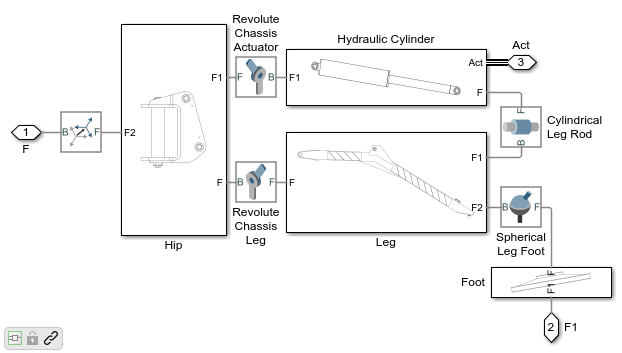 Revolute
Chassis
Actuator
Hydraulic Cylinder
Act
F1
F
B
F1
Act
3
F
F
B
Cylindrical
Leg Rod
1
F
B
F
F2
F
B
F
F
F1
F2
B
F
Hip
Revolute
Chassis
Leg
Leg
Spherical
Leg Foot
Foot
F
F1
2
F1